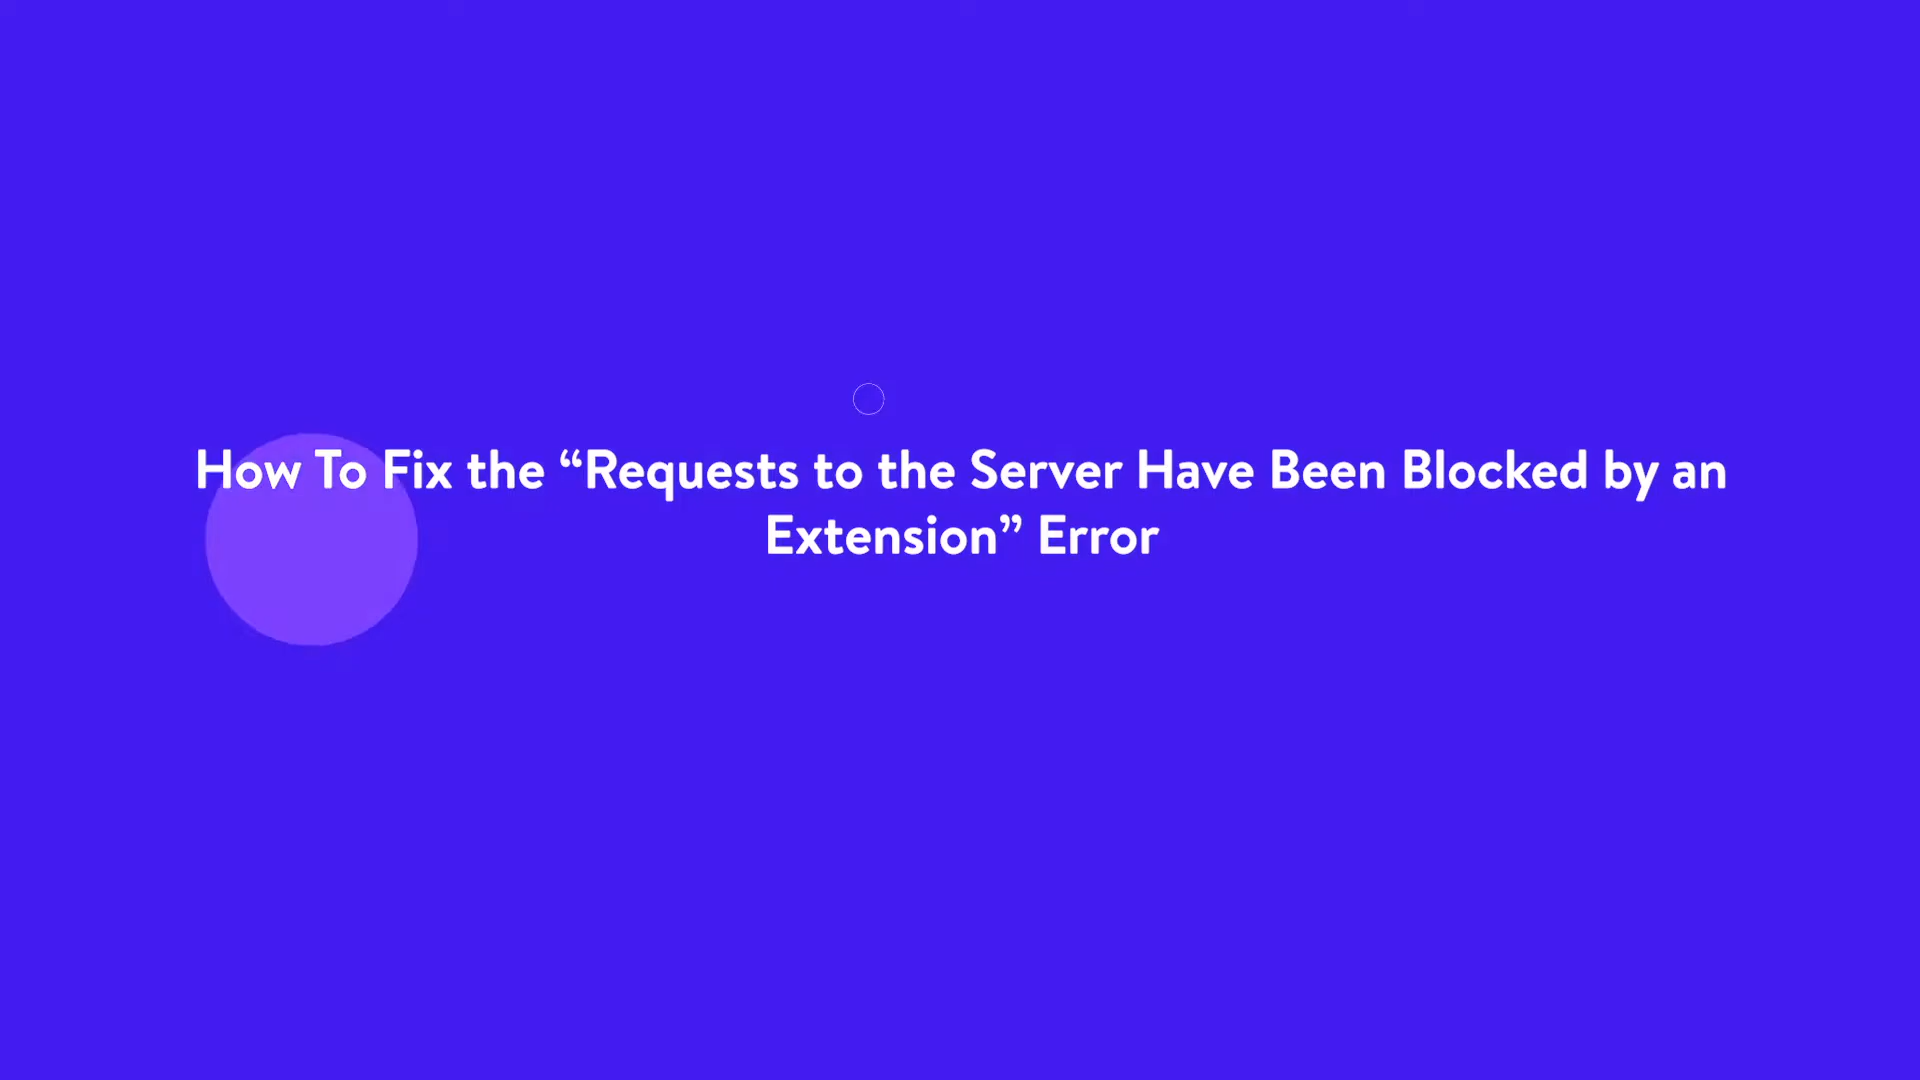 How To Fix the “Requests to the Server Have Been Blocked by an
Extension” Error